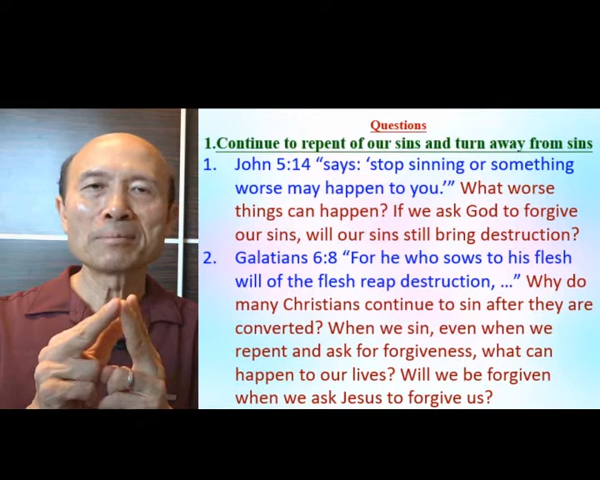 Questions
1.Continue to repent of our sins and turn away from sins
1. John 5:14 “says: ‘stop sinning or something
worse may happen to you.’” What worse
things can happen? If we ask God to forgive
our sins, will our sins still bring destruction?
2. Galatians 6:8 “For he who sows to his flesh
will of the flesh reap destruction, ...” Why do
many Christians continue to sin after they are
converted? When we sin, even when we
repent and ask for forgiveness, what can
happen to our lives? Will we be forgiven
when we ask Jesus to forgive us?